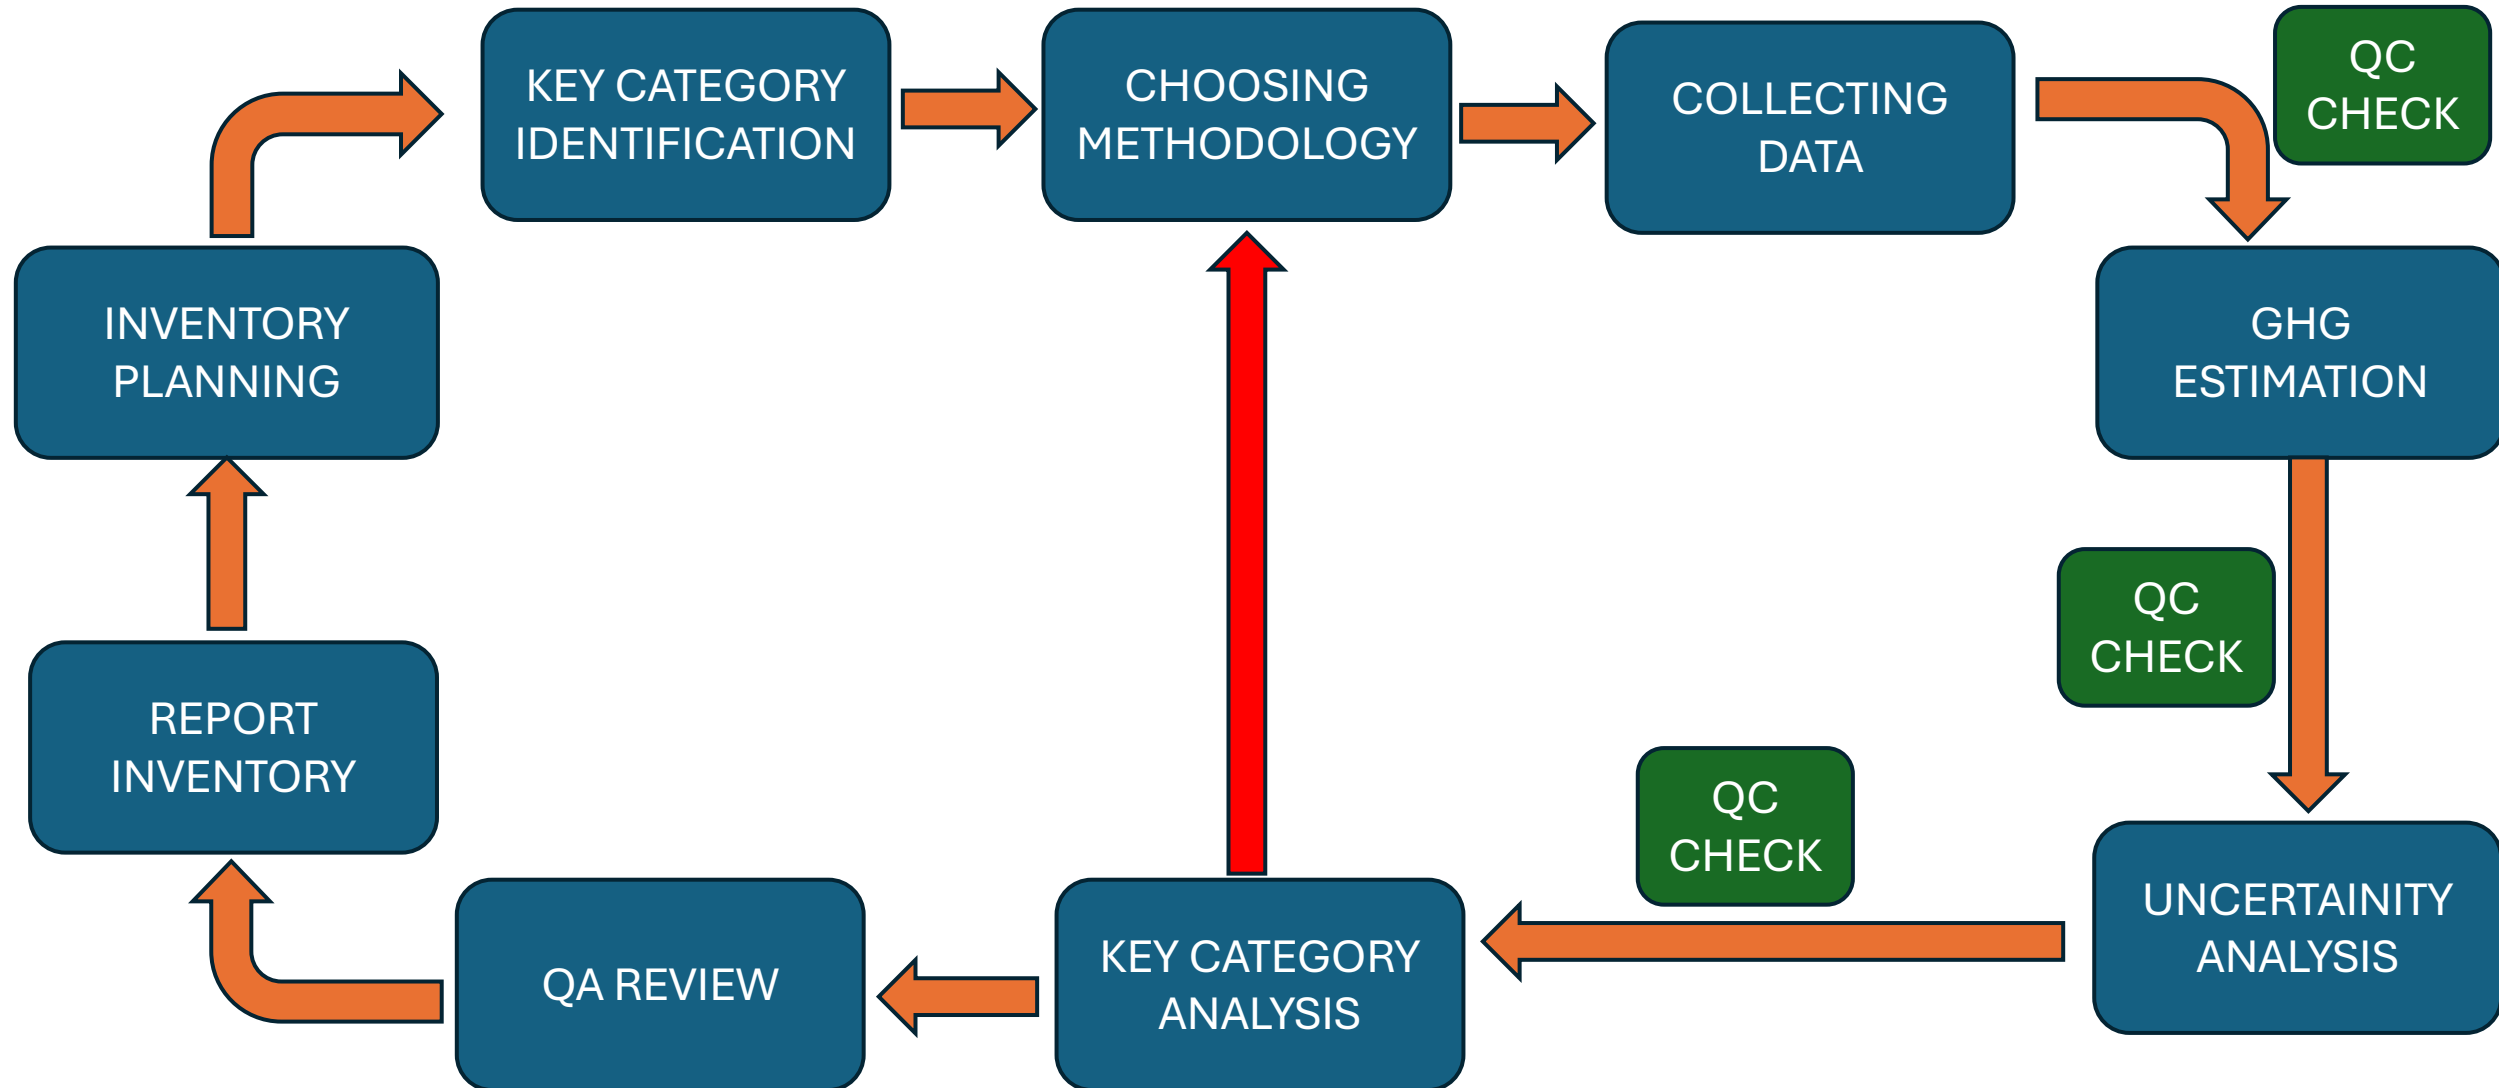 KEY CATEGORY
IDENTIFICATION
CHOOSING
METHODOLOGY
COLLECTING
DATA
QC
CHECK
INVENTORY
PLANNING
GHG
ESTIMATION
QC
CHECK
REPORT
INVENTORY
QC
CHECK
UNCERTAINITY
ANALYSIS
KEY CATEGORY
ANALYSIS
QA REVIEW